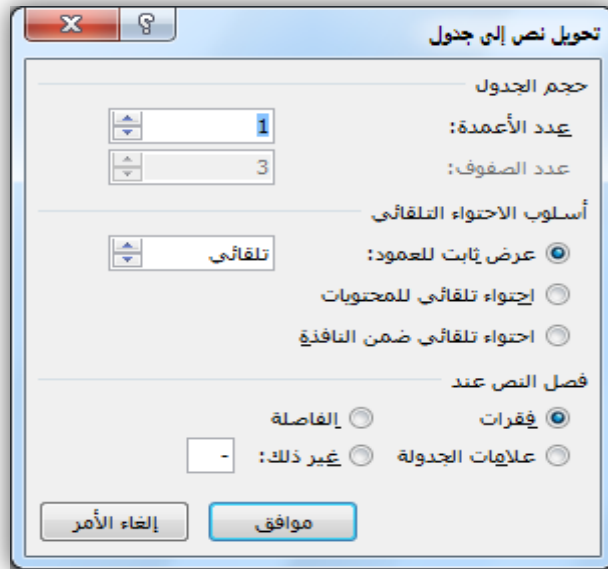 تحويل نص إلى جدول
حجم الجدول
عدد الأعمدة: 1
عدد الصفوف: 3
أسلوب الاحتواء التلقائي
عرض ثابت للعمود: تلقائي
احتواء تلقائي للمحتويات
احتواء تلقائي ضمن النافذة
فصل النص عند
فقرات الفاصلة
علامات الجدولة غير ذلك: -
موافق إلغاء الأمر